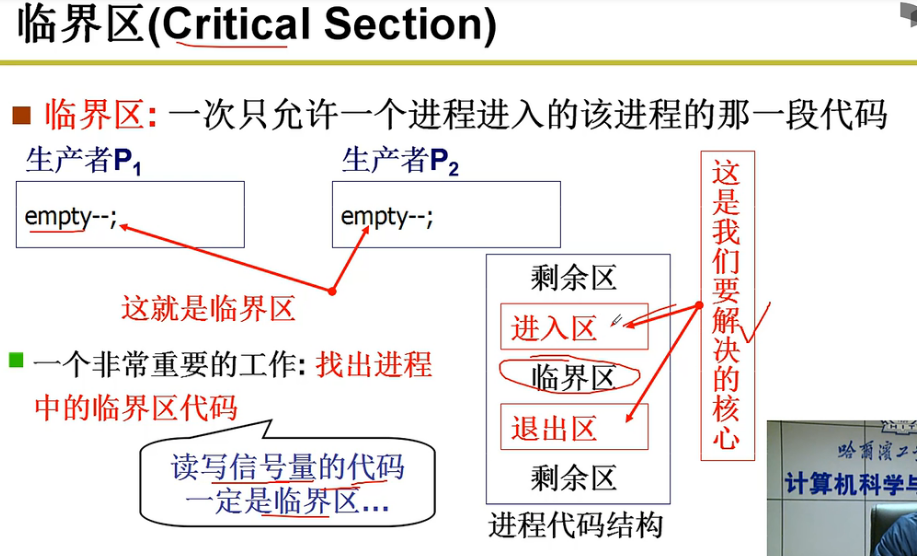 临界区(Critical Section)
临界区: 一次只允许一个进程进入的该进程的那一段代码
生产者P1
生产者P2
empty--;
empty--;
这就是临界区
一个非常重要的工作: 找出进程
中的临界区代码
读写信号量的代码
一定是临界区...
剩余区
进入区
临界区
退出区
剩余区
进程代码结构
这是我们要解决的核心
哈爾濱工
计算机科学与